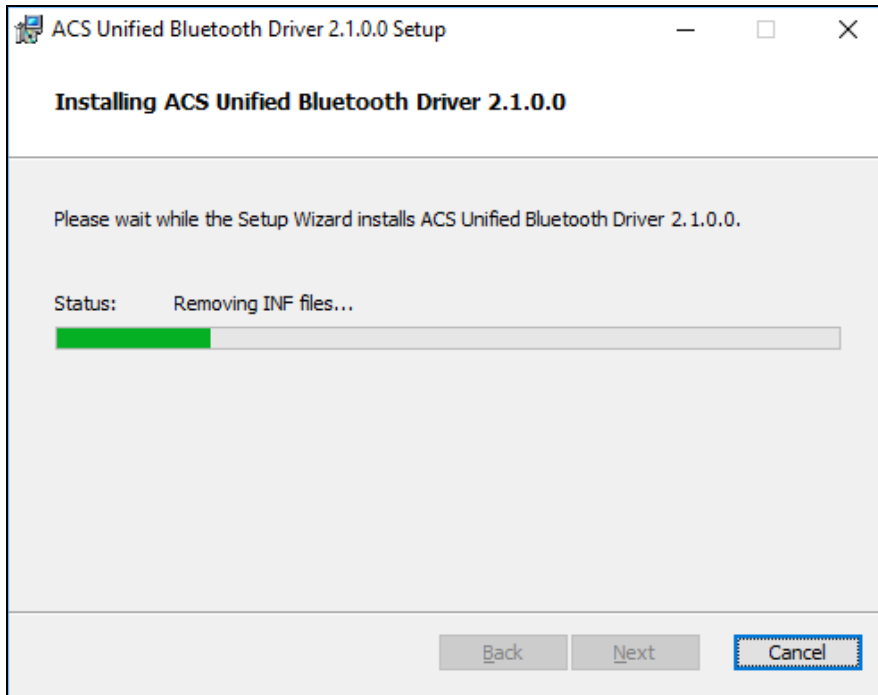 ACS Unified Bluetooth Driver 2.1.0.0 Setup
Installing ACS Unified Bluetooth Driver 2.1.0.0
Please wait while the Setup Wizard installs ACS Unified Bluetooth Driver 2.1.0.0.
Status: Removing INF files...
Back Next Cancel